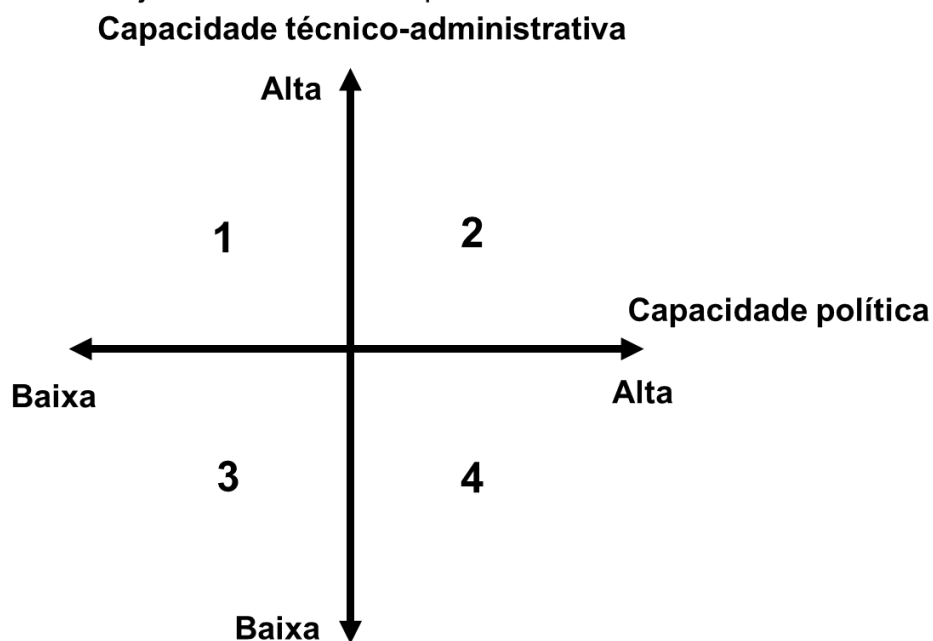 Capacidade técnico-administrativa
Alta
1
2
Capacidade política
Baixa
Alta
3
4
Baixa